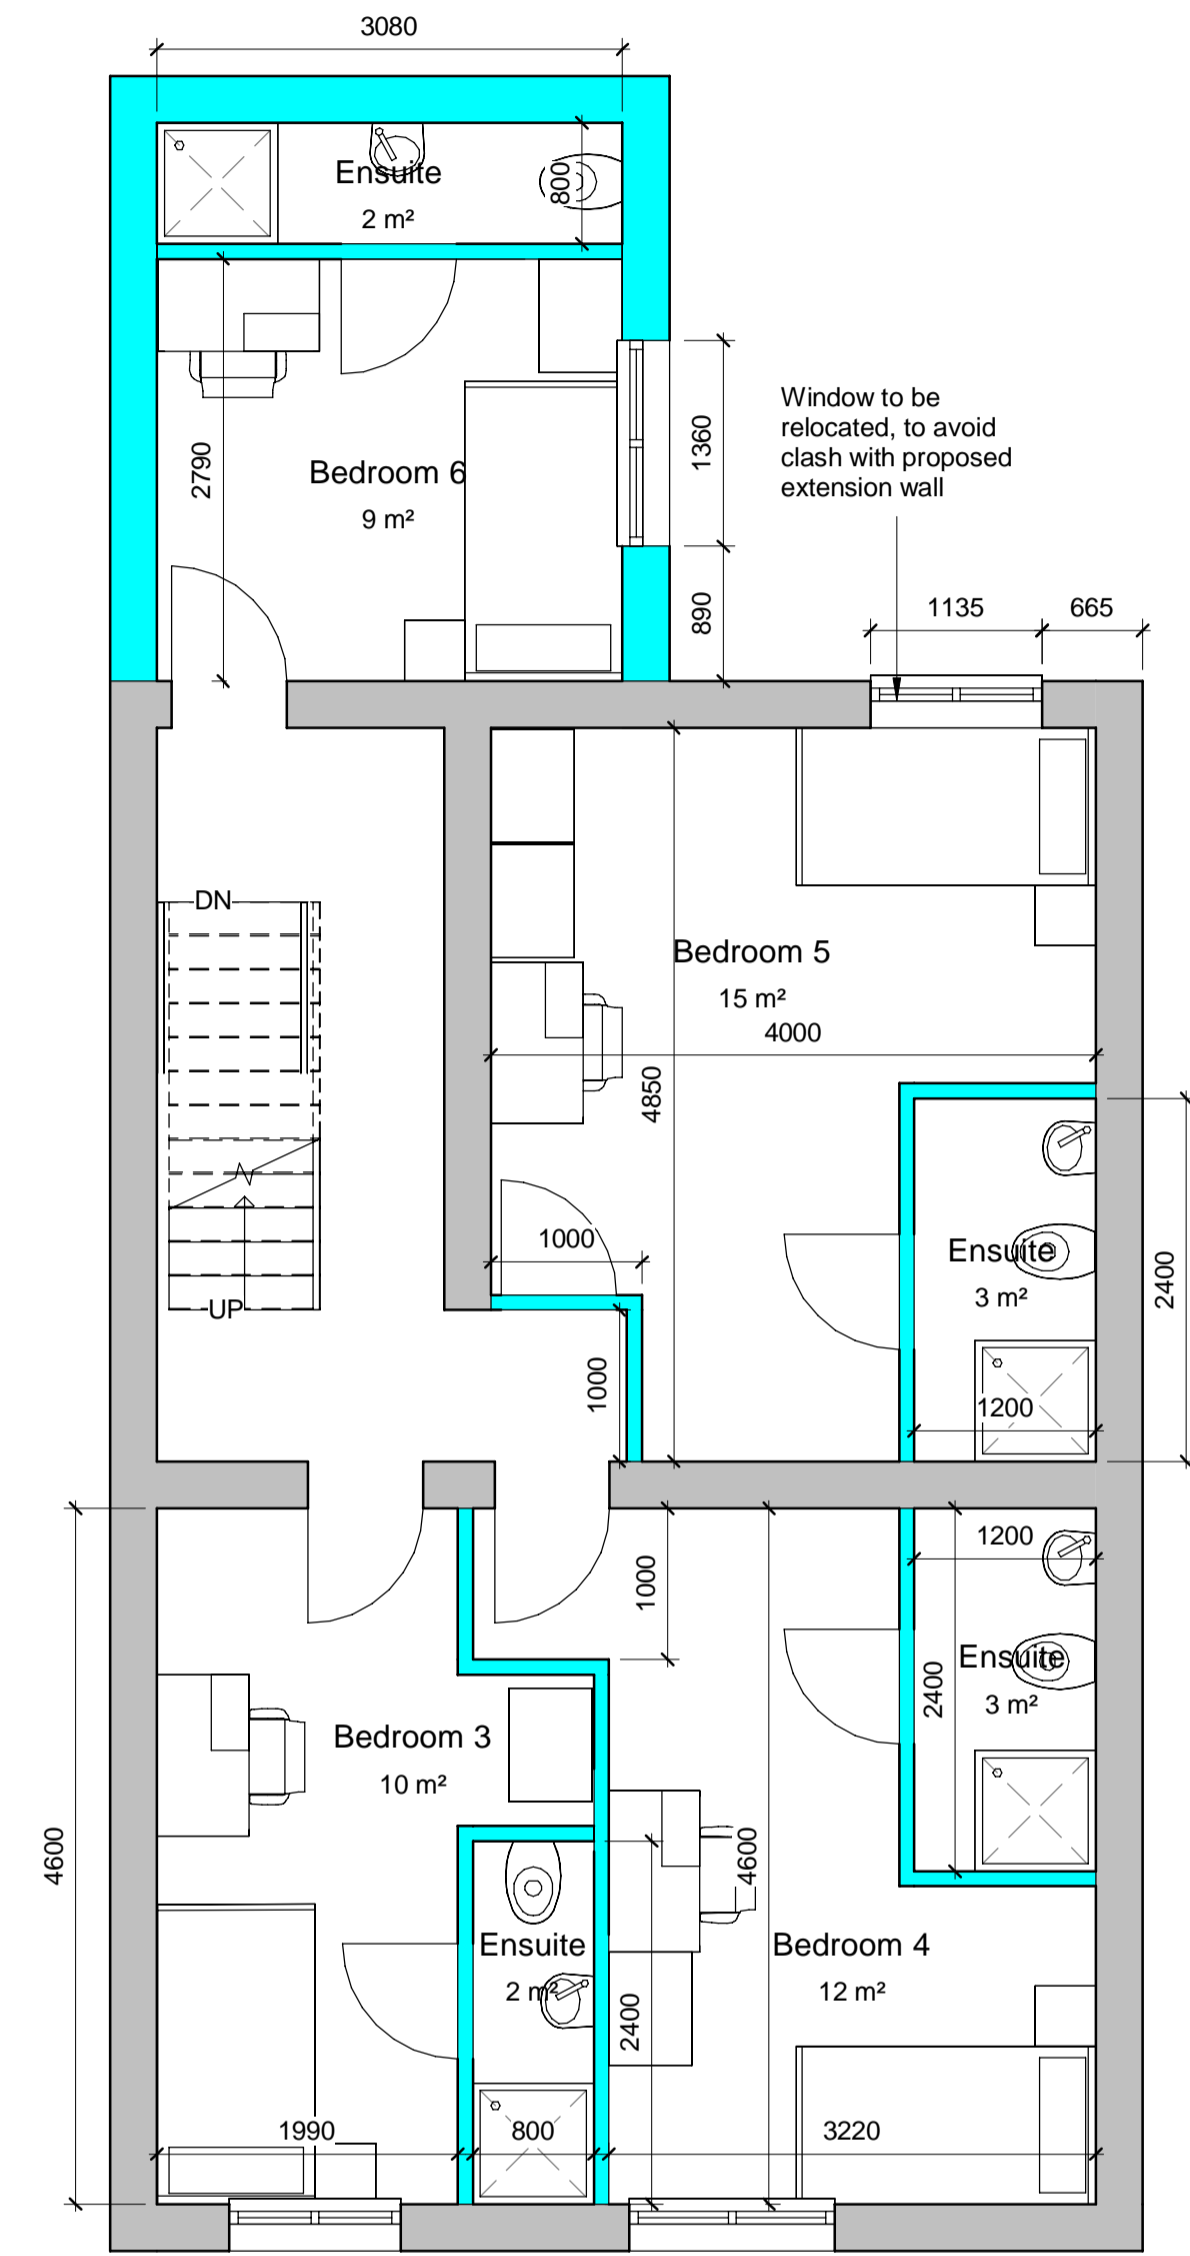 3080
Ensuite
2 m²
800
2790
Bedroom 6
9 m²
1360
890
Window to be
relocated, to avoid
clash with proposed
extension wall
1135
665
DN
UP
Bedroom 5
15 m²
4000
4850
1000
1000
Ensuite
3 m²
2400
1200
1200
1000
2400
Ensuite
3 m²
Bedroom 3
10 m²
4600
4600
Ensuite
2 m²
Bedroom 4
12 m²
2400
1990
800
3220